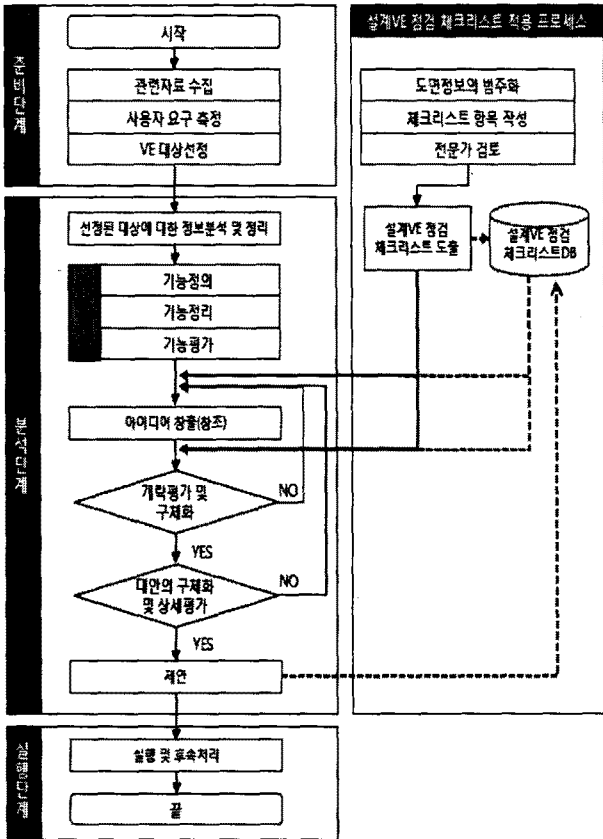 준비단계
시작
관련자료 수집
사용자 요구 측정
VE 대상선정
분석단계
선정된 대상에 대한 정보분석 및 정리
기능정의
기능정리
기능평가
아이디어 창출(창조)
개략평가 및
구체화
NO
YES
대안의 구체화
및 상세평가
NO
YES
제안
실행단계
실행 및 후속처리
끝
설계VE 점검 체크리스트 적용 프로세스
도면정보의 범주화
체크리스트 항목 작성
전문가 검토
설계VE 점검
체크리스트 도출
설계VE 점검
체크리스트DB